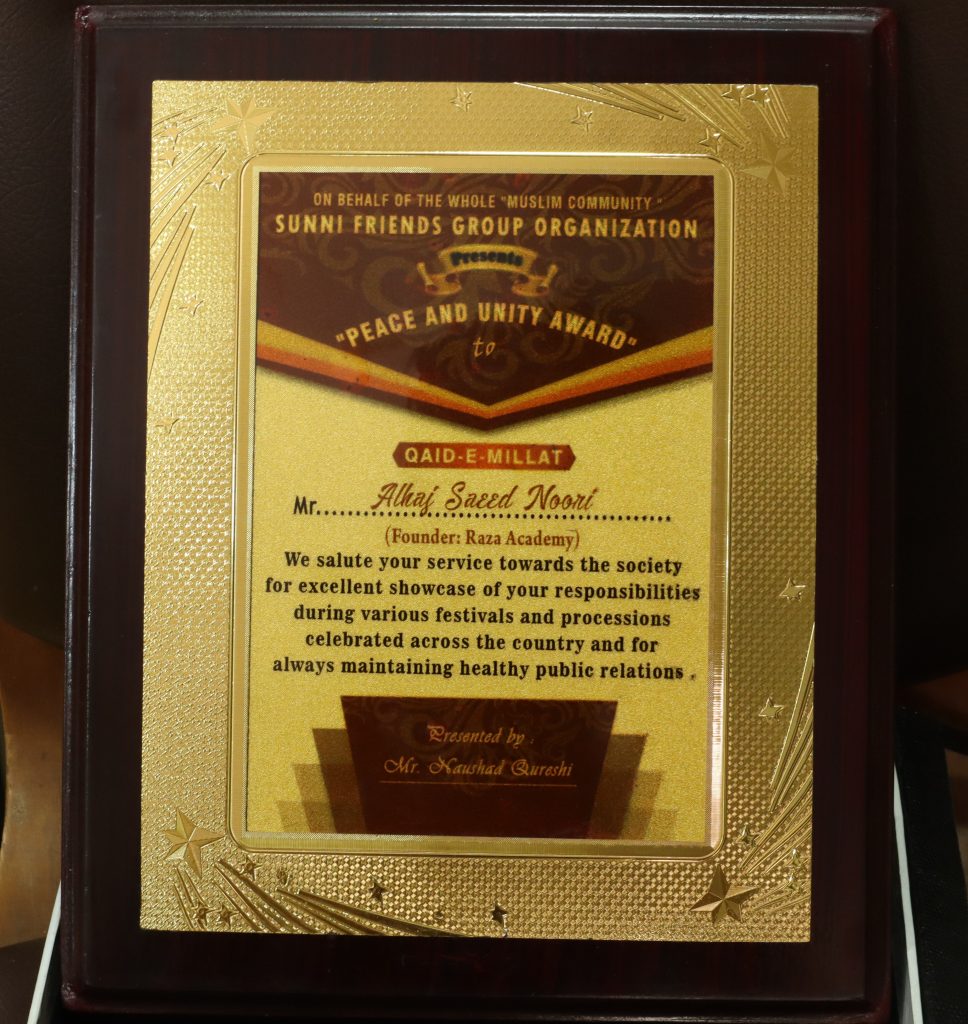 ON BEHALF OF THE WHOLE "MUSLIM COMMUNITY "
SUNNI FRIENDS GROUP ORGANIZATION
Presents
"PEACE AND UNITY AWARD"
to
QAID-E-MILLAT
Mr. Alhaj Saeed Noori
(Founder: Raza Academy)
We salute your service towards the society
for excellent showcase of your responsibilities
during various festivals and processions
celebrated across the country and for
always maintaining healthy public relations .
Presented by :
Mr. Naushad Qureshi